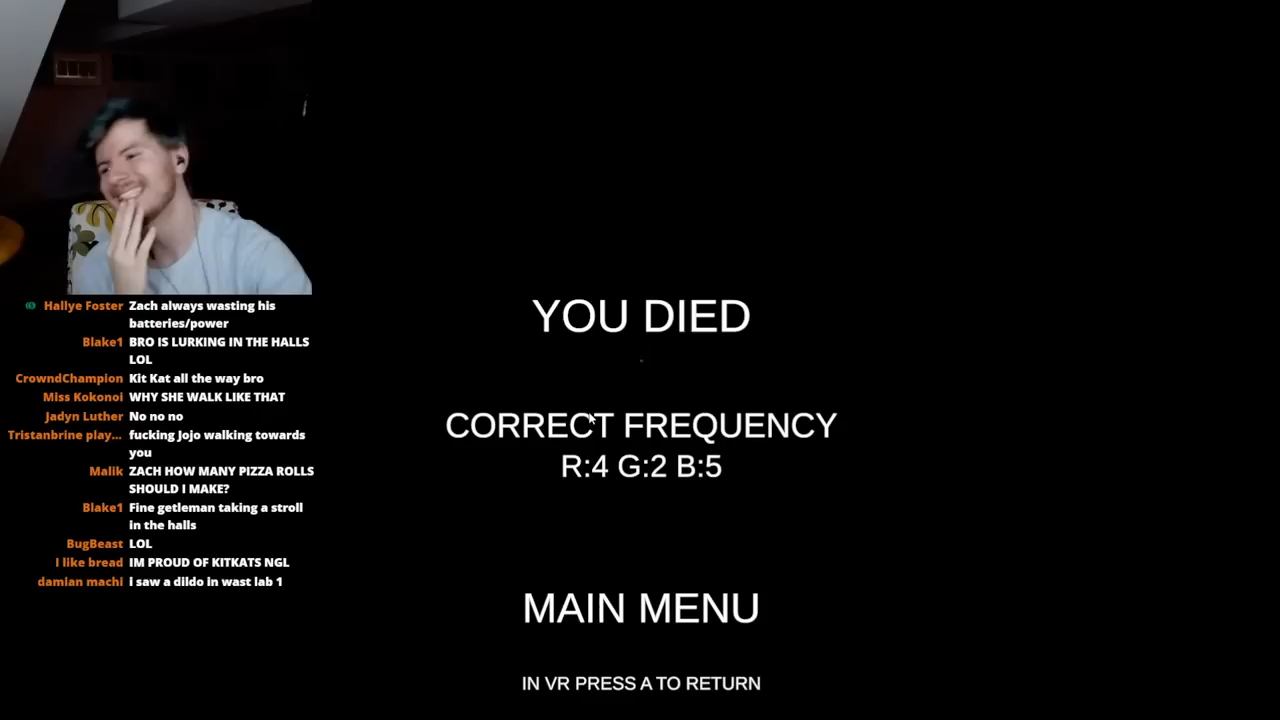 Hallye Foster Zach always wasting his
batteries/power
Blake1 BRO IS LURKING IN THE HALLS
LOL
CrowndChampion Kit Kat all the way bro
Miss Kokonoi WHY SHE WALK LIKE THAT
Jadyn Luther No no no
Tristanbrine play... fucking Jojo walking towards
you
Malik ZACH HOW MANY PIZZA ROLLS
SHOULD I MAKE?
Blake1 Fine getleman taking a stroll
in the halls
BugBeast LOL
I like bread IM PROUD OF KITKATS NGL
damian machi i saw a dildo in wast lab 1
YOU DIED
CORRECT FREQUENCY
R:4 G:2 B:5
MAIN MENU
IN VR PRESS A TO RETURN